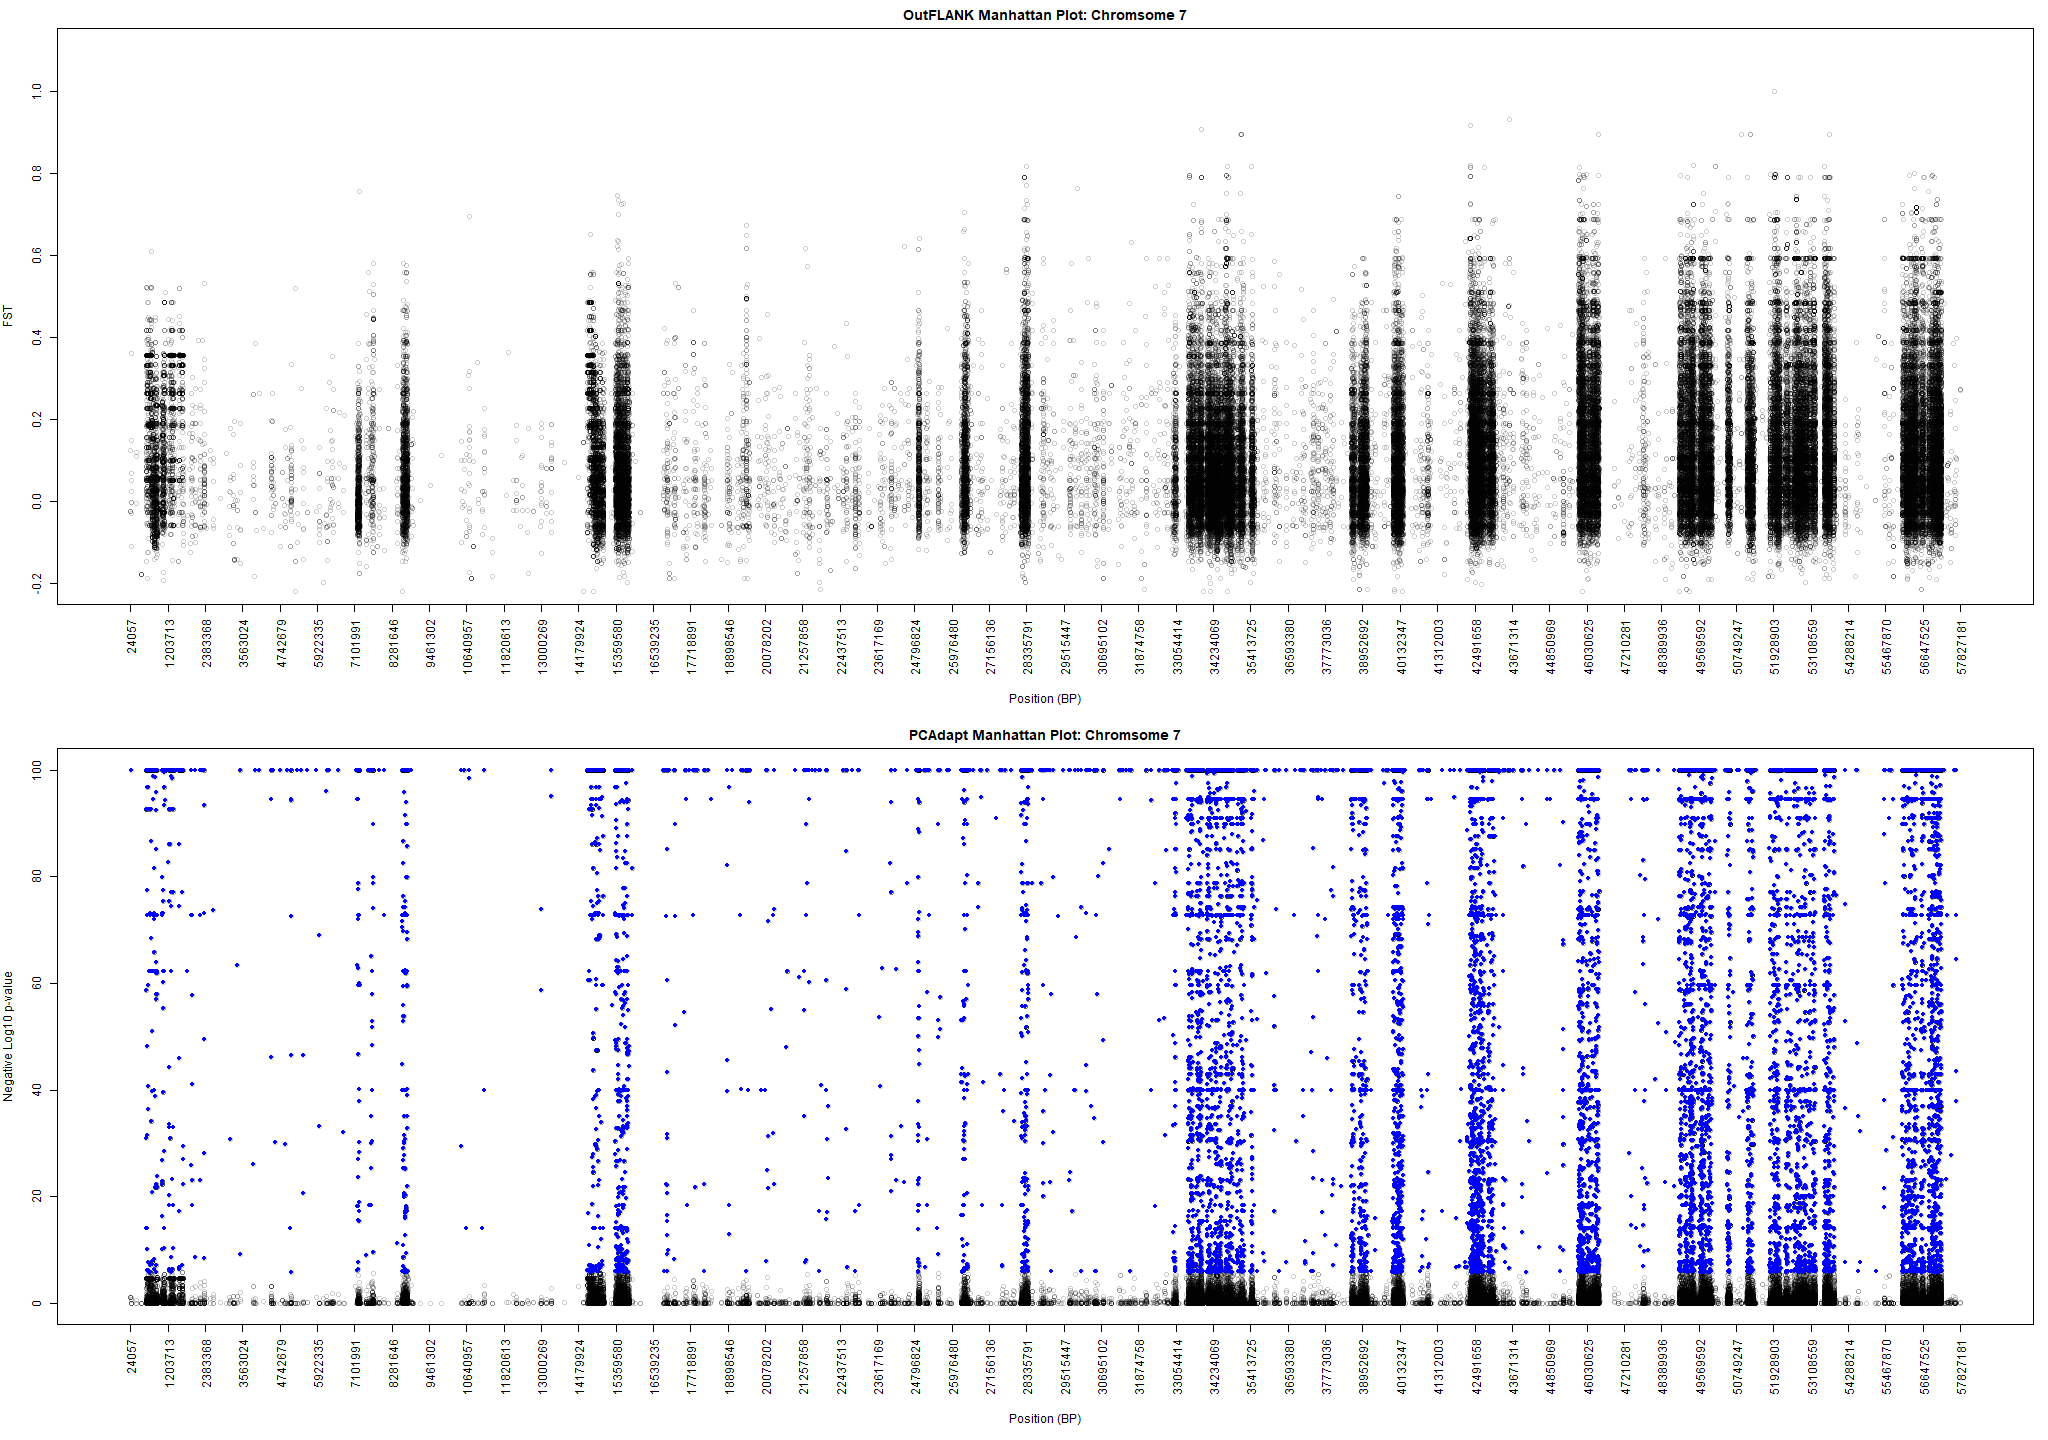 OutFLANK Manhattan Plot: Chromsome 7
FST
1.0
0.8
0.6
0.4
0.2
0.0
-0.2
24057 1203713 2383368 3563024 4742679 5922335 7101991 8281646 9461302 10640957 11820613 13000269 14179924 15359580 16539235 17718891 18898546 20078202 21257858 22437513 23617169 24796824 25976480 27156136 28335791 29515447 30695102 31874758 33054414 34234069 35413725 36593380 37773036 38952692 40132347 41312003 42491658 43671314 44850969 46030625 47210281 48389936 49569592 50749247 51928903 53108559 54288214 55467870 56647525 57827181
Position (BP)
PCAdapt Manhattan Plot: Chromsome 7
Negative Log10 p-value
100
80
60
40
20
0
24057 1203713 2383368 3563024 4742679 5922335 7101991 8281646 9461302 10640957 11820613 13000269 14179924 15359580 16539235 17718891 18898546 20078202 21257858 22437513 23617169 24796824 25976480 27156136 28335791 29515447 30695102 31874758 33054414 34234069 35413725 36593380 37773036 38952692 40132347 41312003 42491658 43671314 44850969 46030625 47210281 48389936 49569592 50749247 51928903 53108559 54288214 55467870 56647525 57827181
Position (BP)